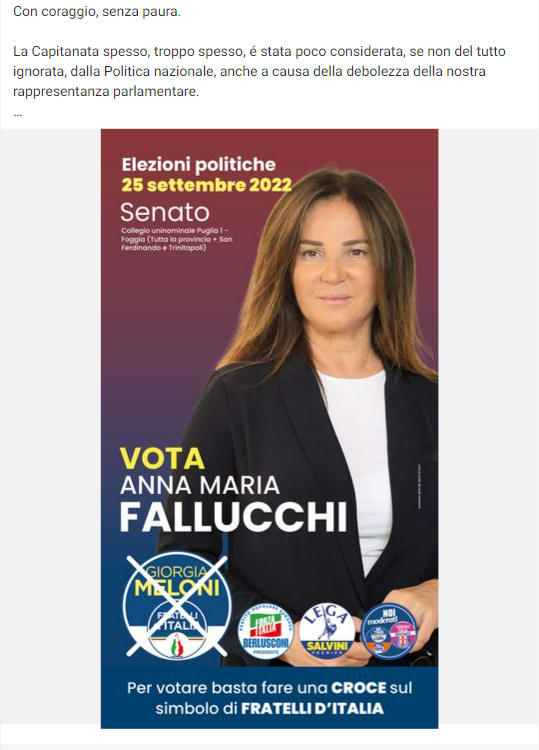 Con coraggio, senza paura.
La Capitanata spesso, troppo spesso, é stata poco considerata, se non del tutto
ignorata, dalla Politica nazionale, anche a causa della debolezza della nostra
rappresentanza parlamentare.
...
Elezioni politiche
25 settembre 2022
Senato
Collegio uninominale Puglia 1 -
Foggia (Tutta la provincia + San
Ferdinando e Trinitapoli)
VOTA
ANNA MARIA
FALLUCCHI
GIORGIA
MELONI
FRATELLI
D'ITALIA
PARTITO POPOLARE EUROPEO
FORZA
ITALIA
BERLUSCONI
PRESIDENTE
LEGA
SALVINI
PREMIER
NOI
moderati
Per votare basta fare una CROCE sul
simbolo di FRATELLI D'ITALIA